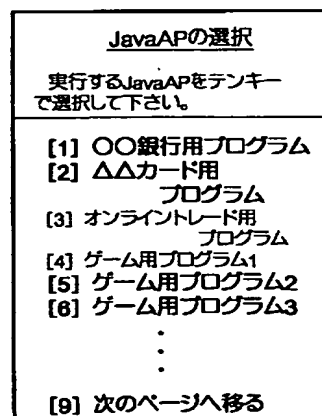 JavaAPの選択
実行するJavaAPをテンキー
で選択して下さい。
[1] 〇〇銀行用プログラム
[2] △△カード用
プログラム
[3] オンライントレード用
プログラム
[4] ゲーム用プログラム1
[5] ゲーム用プログラム2
[6] ゲーム用プログラム3
・
・
・
[9] 次のページへ移る